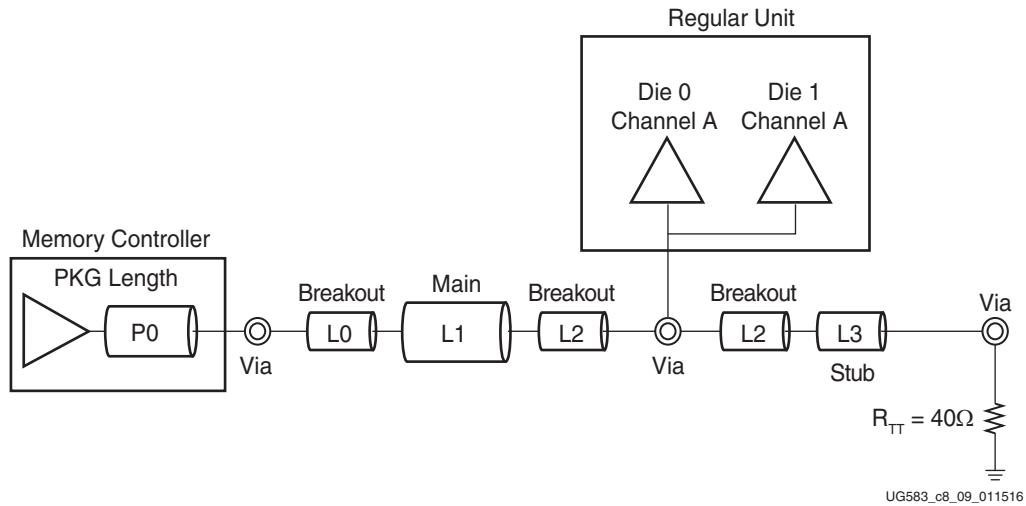 Regular Unit
Die 0
Channel A
Die 1
Channel A
Memory Controller
PKG Length
P0
Via
Breakout
L0
Main
L1
Breakout
L2
Via
Breakout
L2
L3
Stub
Via
RTT = 40Ω
UG583_c8_09_011516